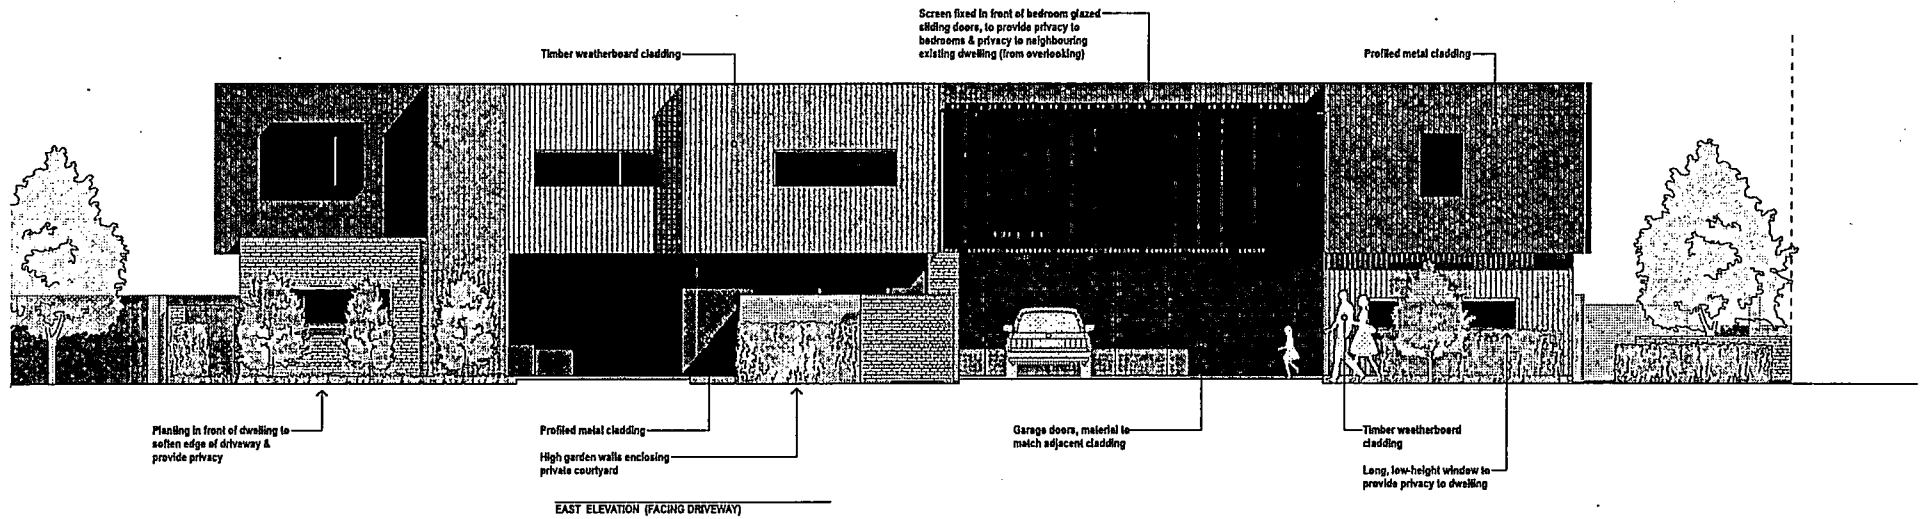 Screen fixed in front of bedroom glazed
sliding doors, to provide privacy to
bedrooms & privacy to neighbouring
existing dwelling (from overlooking)
Timber weatherboard cladding
Profiled metal cladding
Planting in front of dwelling to
soften edge of driveway &
provide privacy
Profiled metal cladding
High garden walls enclosing
private courtyard
Garage doors, material to
match adjacent cladding
Timber weatherboard
cladding
Long, low-height window to
provide privacy to dwelling
EAST ELEVATION (FACING DRIVEWAY)